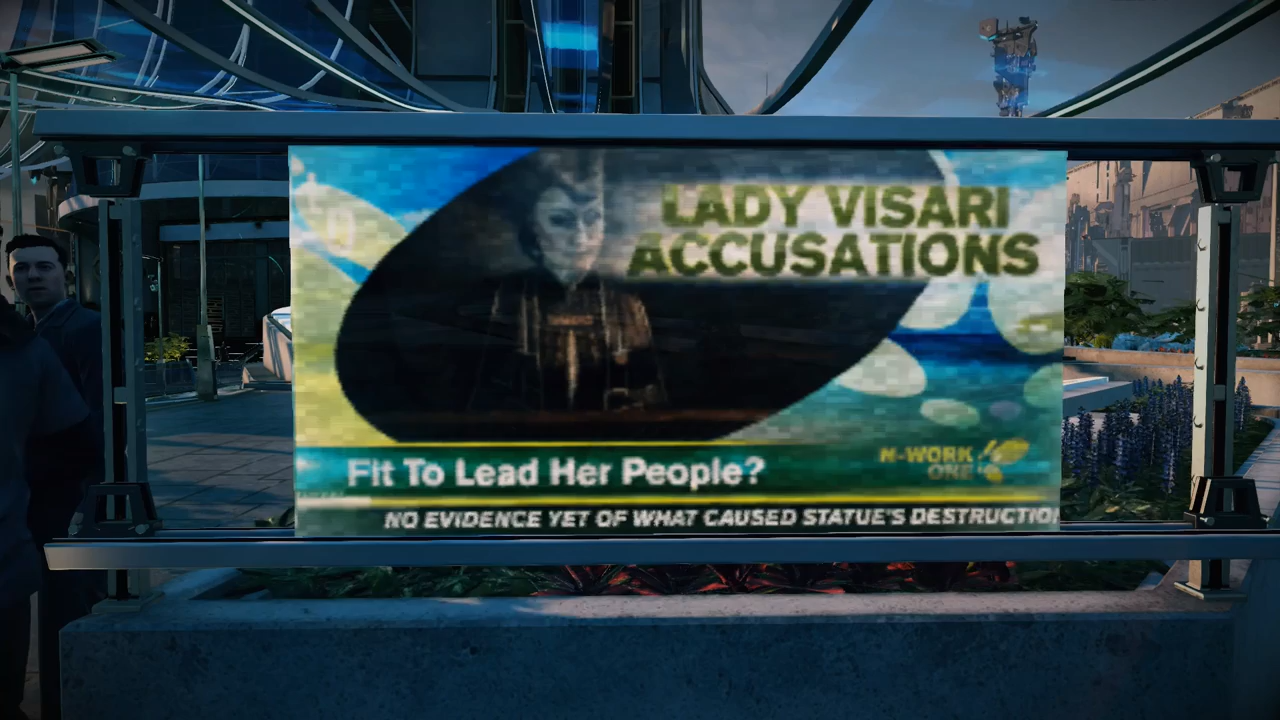 LADY VISARI
ACCUSATIONS
Fit To Lead Her People?
N-WORK
ONE
NO EVIDENCE YET OF WHAT CAUSED STATUE'S DESTRUCTIO